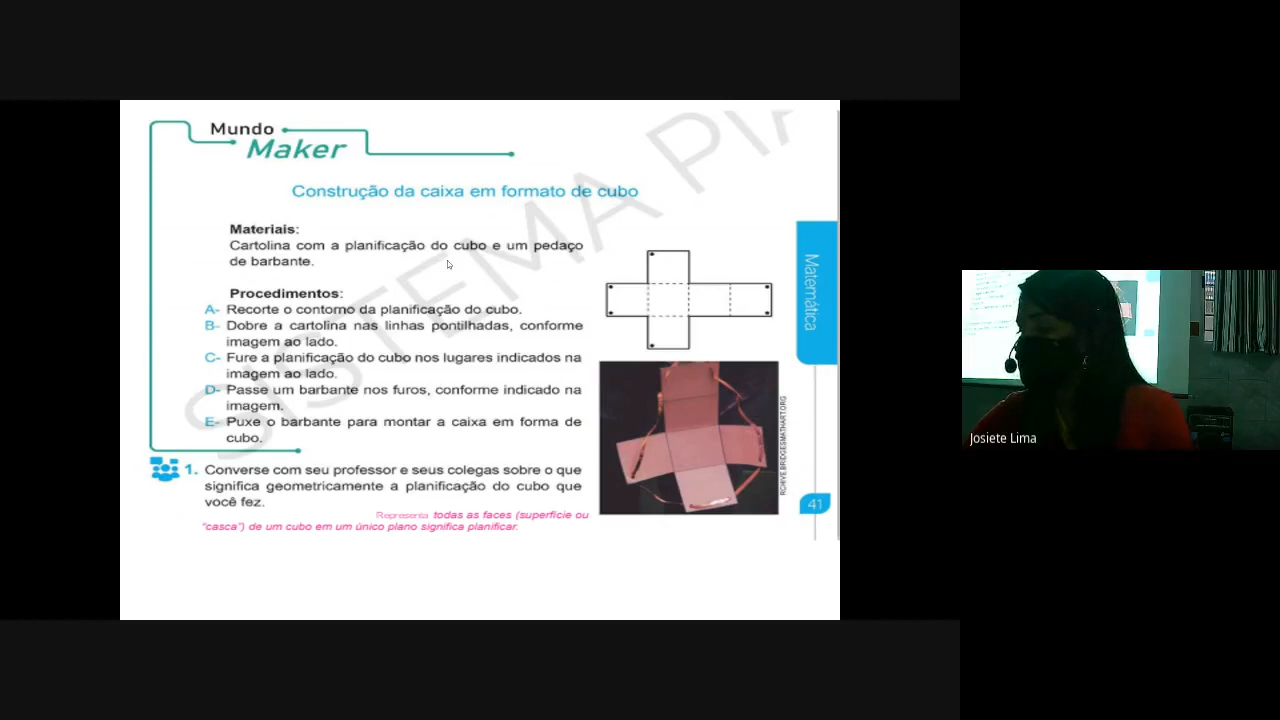 Mundo
Maker
Construção da caixa em formato de cubo
Materiais:
Cartolina com a planificação do cubo e um pedaço
de barbante.
Procedimentos:
A- Recorte o contorno da planificação do cubo.
B- Dobre a cartolina nas linhas pontilhadas, conforme
imagem ao lado.
C- Fure a planificação do cubo nos lugares indicados na
imagem ao lado.
D- Passe um barbante nos furos, conforme indicado na
imagem.
E- Puxe o barbante para montar a caixa em forma de
cubo.
1. Converse com seu professor e seus colegas sobre o que
significa geometricamente a planificação do cubo que
você fez.
Representa todas as faces (superfície ou
"casca") de um cubo em um único plano significa planificar.
SISTEMA
Matemática
RCHIVE.BRIDGESMATHART.ORG
41
Josiete Lima